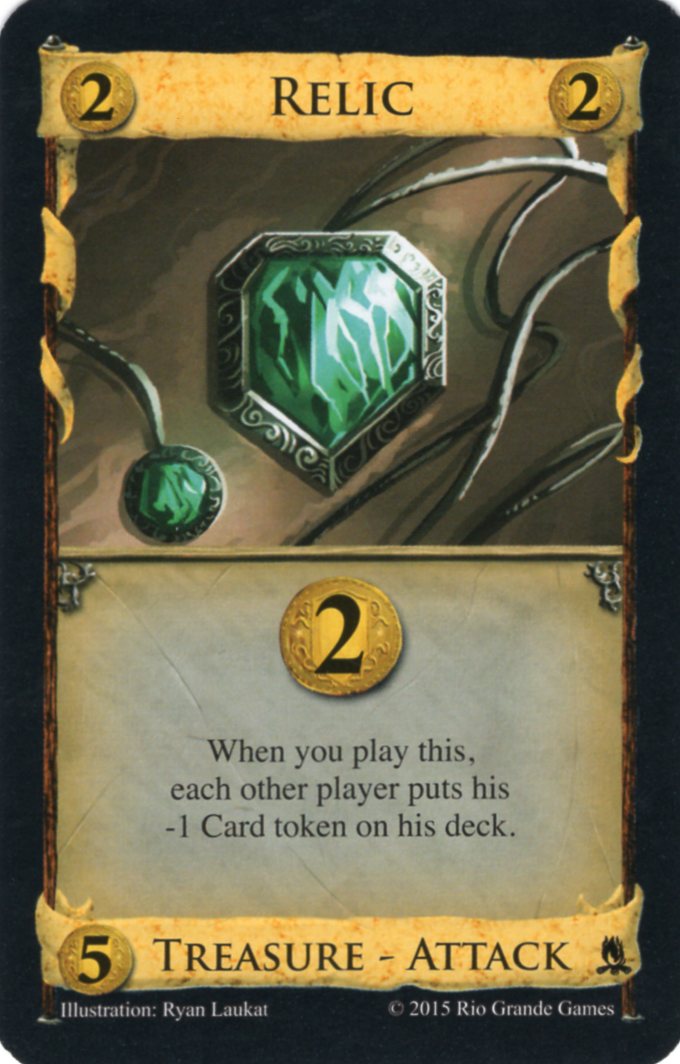 2 RELIC 2
2
When you play this,
each other player puts his
-1 Card token on his deck.
5 TREASURE - ATTACK
Illustration: Ryan Laukat © 2015 Rio Grande Games